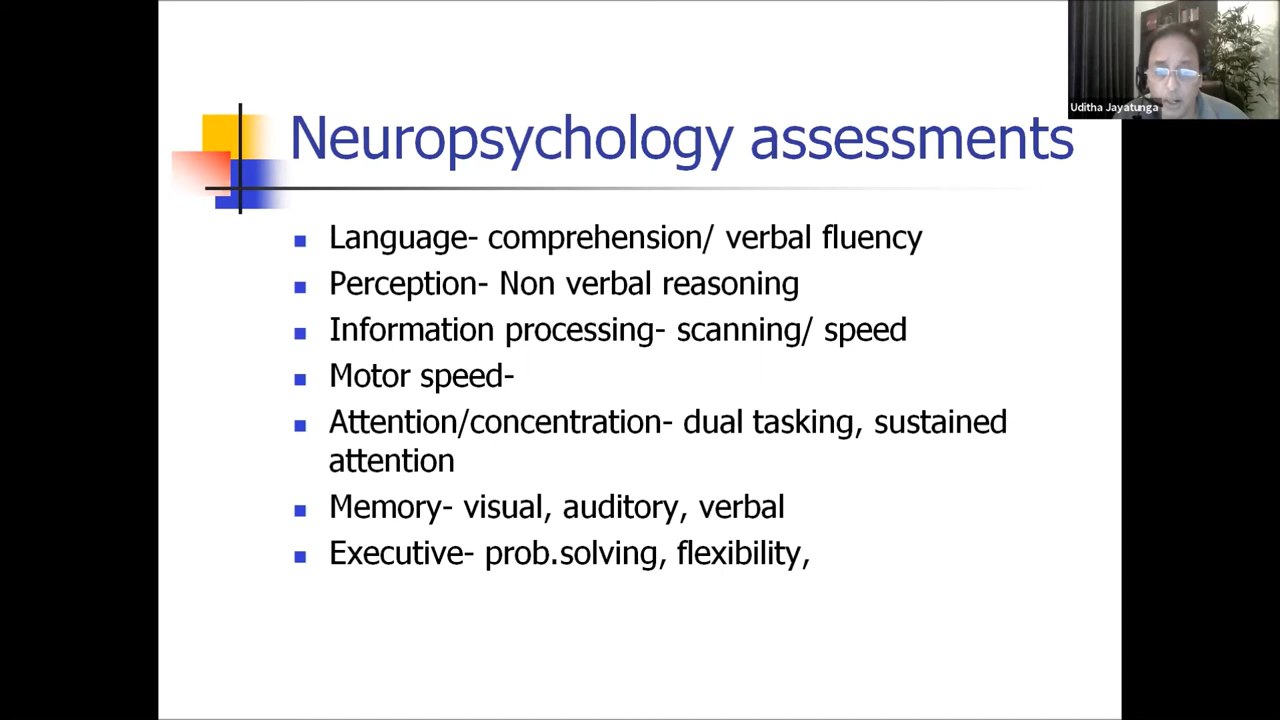 Uditha Jayatunga
Neuropsychology assessments
Language- comprehension/ verbal fluency
Perception- Non verbal reasoning
Information processing- scanning/ speed
Motor speed-
Attention/concentration- dual tasking, sustained
attention
Memory- visual, auditory, verbal
Executive- prob.solving, flexibility,